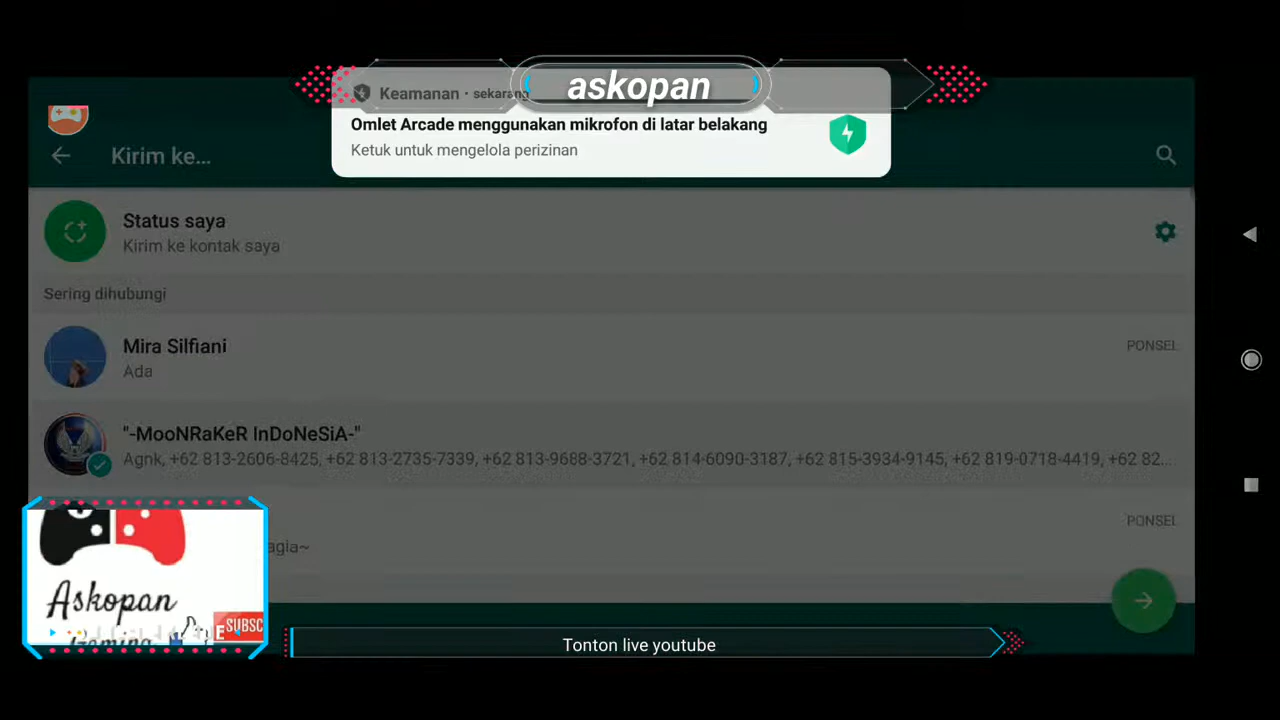 askopan
Keamanan · sekarang
Omlet Arcade menggunakan mikrofon di latar belakang
Ketuk untuk mengelola perizinan
Kirim ke...
Status saya
Kirim ke kontak saya
Sering dihubungi
Mira Silfiani
PONSEL
Ada
"-MooNRaKeR InDoNeSiA-"
Agnk, +62 813-2606-8425, +62 813-2735-7339, +62 813-9688-3721, +62 814-6090-3187, +62 815-3934-9145, +62 819-0718-4419, +62 82...
PONSEL
agia~
Askopan
Gaming
SUBSC
Tonton live youtube